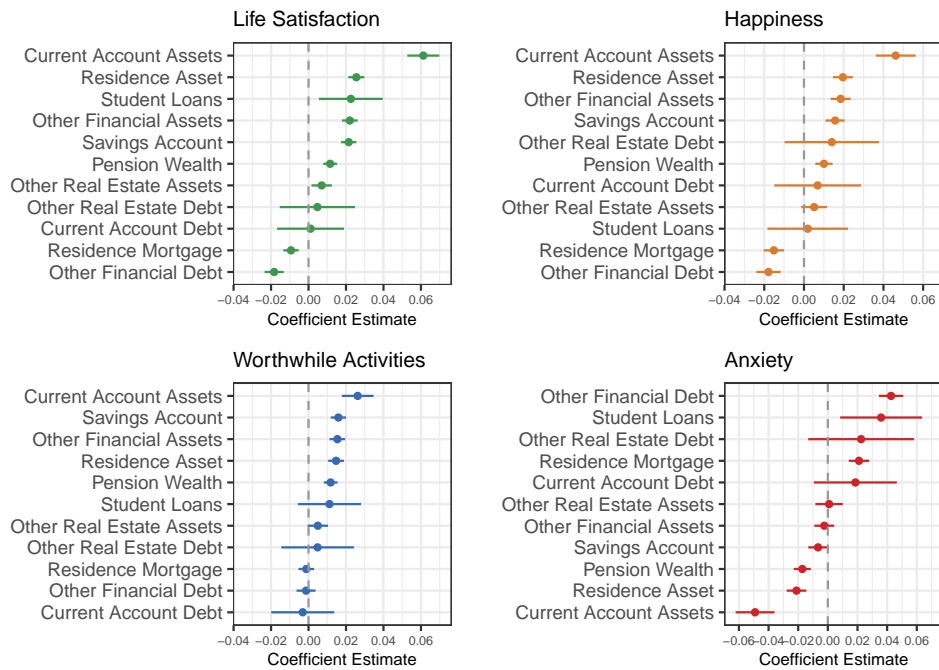 Life Satisfaction
Current Account Assets
Residence Asset
Student Loans
Other Financial Assets
Savings Account
Pension Wealth
Other Real Estate Assets
Other Real Estate Debt
Current Account Debt
Residence Mortgage
Other Financial Debt
−0.04 −0.02 0.00 0.02 0.04 0.06
Coefficient Estimate
Happiness
Current Account Assets
Residence Asset
Other Financial Assets
Savings Account
Other Real Estate Debt
Pension Wealth
Current Account Debt
Other Real Estate Assets
Student Loans
Residence Mortgage
Other Financial Debt
−0.04 −0.02 0.00 0.02 0.04 0.06
Coefficient Estimate
Worthwhile Activities
Current Account Assets
Savings Account
Other Financial Assets
Residence Asset
Pension Wealth
Student Loans
Other Real Estate Assets
Other Real Estate Debt
Residence Mortgage
Other Financial Debt
Current Account Debt
−0.04 −0.02 0.00 0.02 0.04 0.06
Coefficient Estimate
Anxiety
Other Financial Debt
Student Loans
Other Real Estate Debt
Residence Mortgage
Current Account Debt
Other Real Estate Assets
Other Financial Assets
Savings Account
Pension Wealth
Residence Asset
Current Account Assets
−0.06 −0.04 −0.02 0.00 0.02 0.04 0.06
Coefficient Estimate